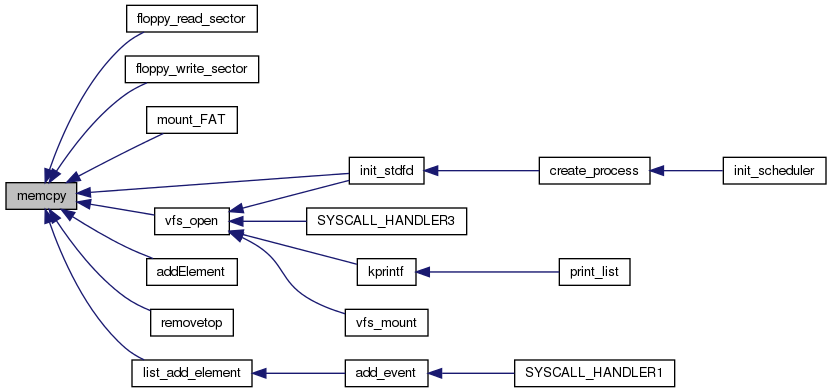 floppy_read_sector
floppy_write_sector
mount_FAT
init_stdfd
create_process
init_scheduler
memcpy
vfs_open
SYSCALL_HANDLER3
addElement
kprintf
print_list
removetop
vfs_mount
list_add_element
add_event
SYSCALL_HANDLER1